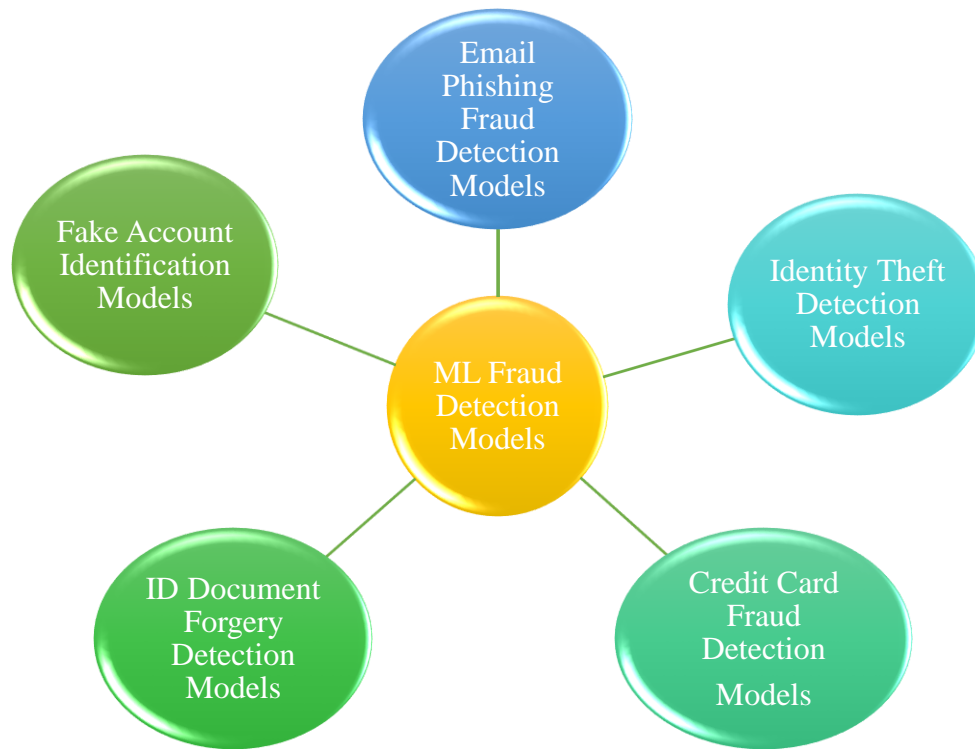 Email
Phishing
Fraud
Detection
Models
Fake Account
Identification
Models
Identity Theft
Detection
Models
ML Fraud
Detection
Models
ID Document
Forgery
Detection
Models
Credit Card
Fraud
Detection
Models